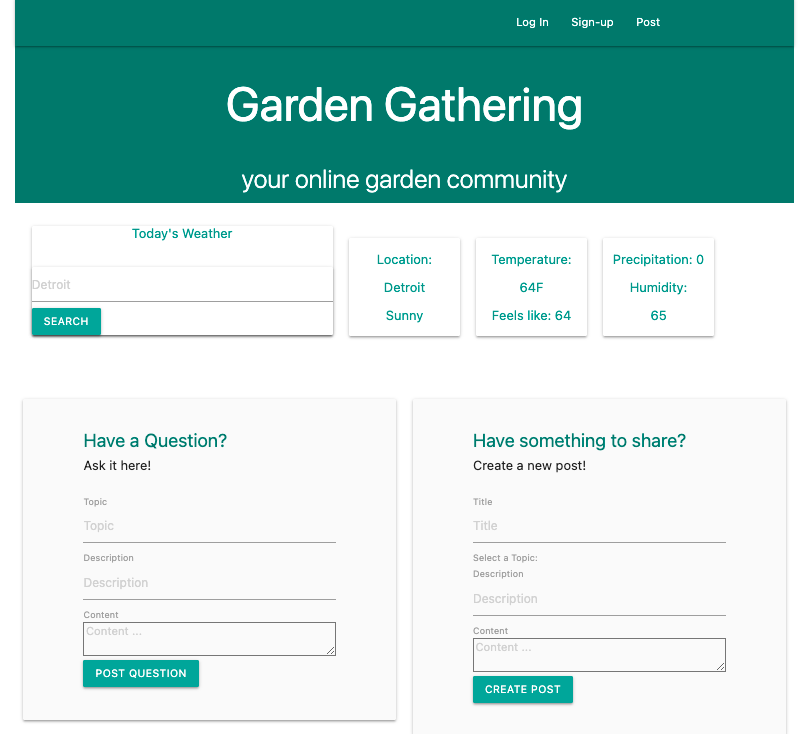 Log In Sign-up Post
Garden Gathering
your online garden community
Today's Weather
Detroit
SEARCH
Location:
Detroit
Sunny
Temperature:
64F
Feels like: 64
Precipitation: 0
Humidity:
65
Have a Question?
Ask it here!
Topic
Topic
Description
Description
Content
Content ...
POST QUESTION
Have something to share?
Create a new post!
Title
Title
Select a Topic:
Description
Description
Content
Content ...
CREATE POST